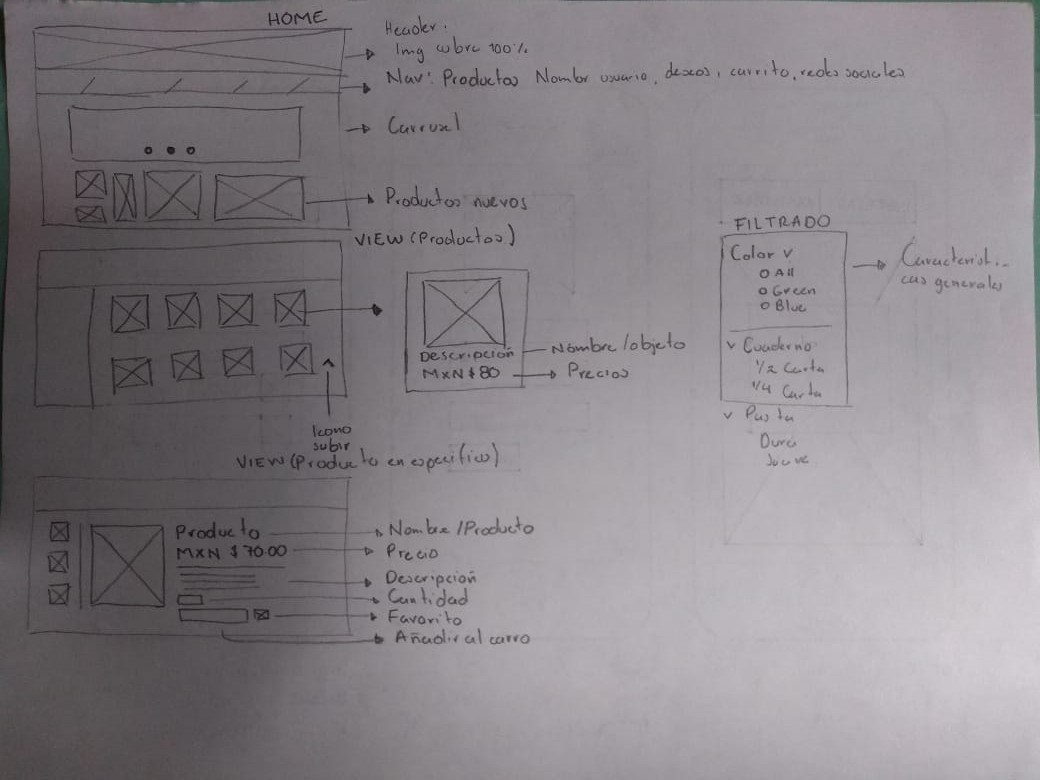 HOME
Header:
Img cubre 100%
Nav: Productos Nombr usuario, deseos, carrito, redes sociales
Carrusel
Productos nuevos
VIEW (Productos)
Descripción
MXN $80
Nombre/objeto
Precios
Icono
subir
FILTRADO
Color v
All
Green
Blue
v Cuaderno
1/2 Carta
1/4 Carta
v Pasta
Dura
Suave
Característi-
cas generales
VIEW (Producto en especifico)
Producto
MXN $70.00
Nombre/Producto
Precio
Descripción
Cantidad
Favorito
Añadir al carro